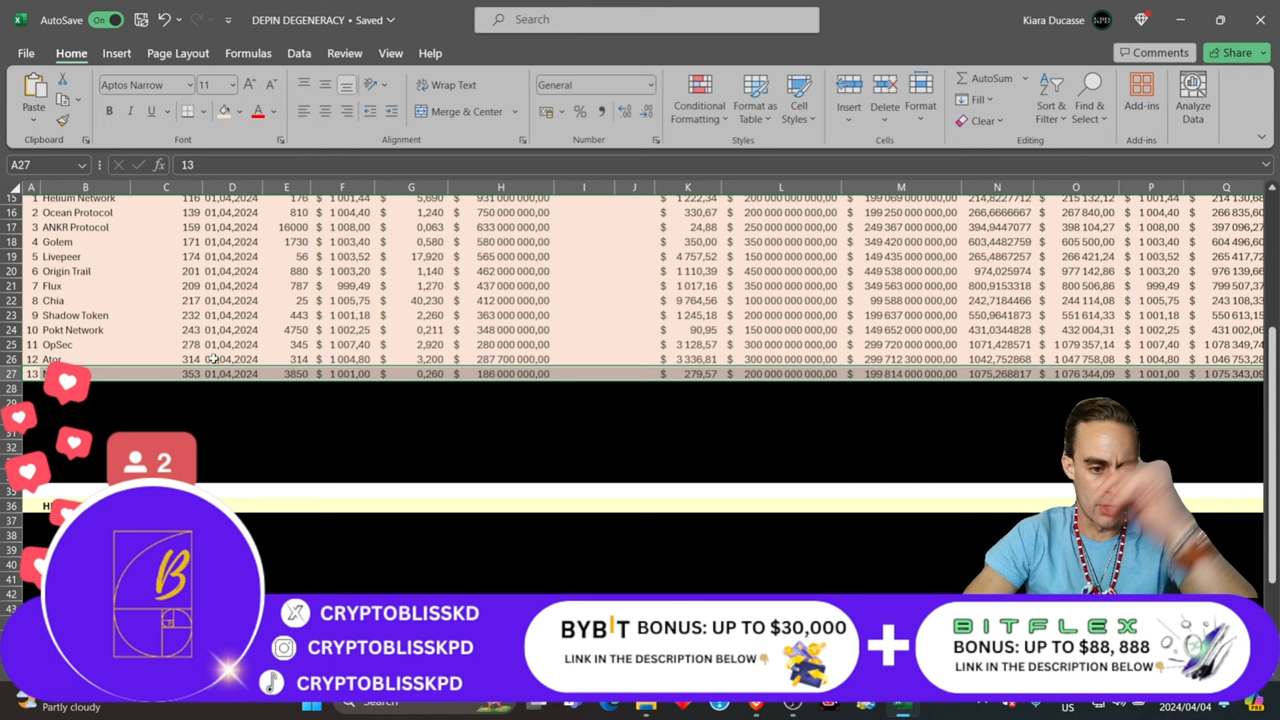 AutoSave On DEPIN DEGENERACY • Saved Search Kiara Ducasse
File Home Insert Page Layout Formulas Data Review View Help Comments Share
Paste Aptos Narrow 11 Wrap Text General Conditional Formatting Format as Table Cell Styles Insert Delete Format AutoSum Fill Clear Sort & Filter Find & Select Add-ins Analyze Data
B I U Merge & Center
Clipboard Font Alignment Number Styles Cells Editing Add-ins
A27 fx 13
A B C D E F G H I J K L M N O P Q
15 1 Helium Network 116 01,04,2024 176 $ 1 001,44 $ 5,690 $ 931 000 000,00 $ 1 222,34 $ 200 000 000 000,00 $ 199 069 000 000,00 214,8227712 $ 215 132,12 $ 1 001,44 $ 214 130,68
16 2 Ocean Protocol 139 01,04,2024 810 $ 1 004,40 $ 1,240 $ 750 000 000,00 $ 330,67 $ 200 000 000 000,00 $ 199 250 000 000,00 266,6666667 $ 267 840,00 $ 1 004,40 $ 266 835,60
17 3 ANKR Protocol 159 01,04,2024 16000 $ 1 008,00 $ 0,063 $ 633 000 000,00 $ 24,88 $ 250 000 000 000,00 $ 249 367 000 000,00 394,9447077 $ 398 104,27 $ 1 008,00 $ 397 096,27
18 4 Golem 171 01,04,2024 1730 $ 1 003,40 $ 0,580 $ 580 000 000,00 $ 350,00 $ 350 000 000 000,00 $ 349 420 000 000,00 603,4482759 $ 605 500,00 $ 1 003,40 $ 604 496,60
19 5 Livepeer 174 01,04,2024 56 $ 1 003,52 $ 17,920 $ 565 000 000,00 $ 4 757,52 $ 150 000 000 000,00 $ 149 435 000 000,00 265,4867257 $ 266 421,24 $ 1 003,52 $ 265 417,72
20 6 Origin Trail 201 01,04,2024 880 $ 1 003,20 $ 1,140 $ 462 000 000,00 $ 1 110,39 $ 450 000 000 000,00 $ 449 538 000 000,00 974,025974 $ 977 142,86 $ 1 003,20 $ 976 139,66
21 7 Flux 209 01,04,2024 787 $ 999,49 $ 1,270 $ 437 000 000,00 $ 1 017,16 $ 350 000 000 000,00 $ 349 563 000 000,00 800,9153318 $ 800 506,86 $ 999,49 $ 799 507,37
22 8 Chia 217 01,04,2024 25 $ 1 005,75 $ 40,230 $ 412 000 000,00 $ 9 764,56 $ 100 000 000 000,00 $ 99 588 000 000,00 242,7184466 $ 244 114,08 $ 1 005,75 $ 243 108,33
23 9 Shadow Token 232 01,04,2024 443 $ 1 001,18 $ 2,260 $ 363 000 000,00 $ 1 245,18 $ 200 000 000 000,00 $ 199 637 000 000,00 550,9641873 $ 551 614,33 $ 1 001,18 $ 550 613,15
24 10 Pokt Network 243 01,04,2024 4750 $ 1 002,25 $ 0,211 $ 348 000 000,00 $ 90,95 $ 150 000 000 000,00 $ 149 652 000 000,00 431,0344828 $ 432 004,31 $ 1 002,25 $ 431 002,06
25 11 OpSec 278 01,04,2024 345 $ 1 007,40 $ 2,920 $ 280 000 000,00 $ 3 128,57 $ 300 000 000 000,00 $ 299 720 000 000,00 1071,428571 $ 1 079 357,14 $ 1 007,40 $ 1 078 349,74
26 12 Ator 314 01,04,2024 314 $ 1 004,80 $ 3,200 $ 287 700 000,00 $ 3 336,81 $ 300 000 000 000,00 $ 299 712 300 000,00 1042,752868 $ 1 047 758,08 $ 1 004,80 $ 1 046 753,28
27 13 353 01,04,2024 3850 $ 1 001,00 $ 0,260 $ 186 000 000,00 $ 279,57 $ 200 000 000 000,00 $ 199 814 000 000,00 1075,268817 $ 1 076 344,09 $ 1 001,00 $ 1 075 343,09
28
32
35
36
37
38
39
40
41
42
43
2
B
CRYPTOBLISSKD
CRYPTOBLISSKPD
CRYPTOBLISSKPD
BYBIT BONUS: UP TO $30,000
LINK IN THE DESCRIPTION BELOW
BITFLEX
BONUS: UP TO $88, 888
LINK IN THE DESCRIPTION BELOW
Partly cloudy Search US 2024/04/04